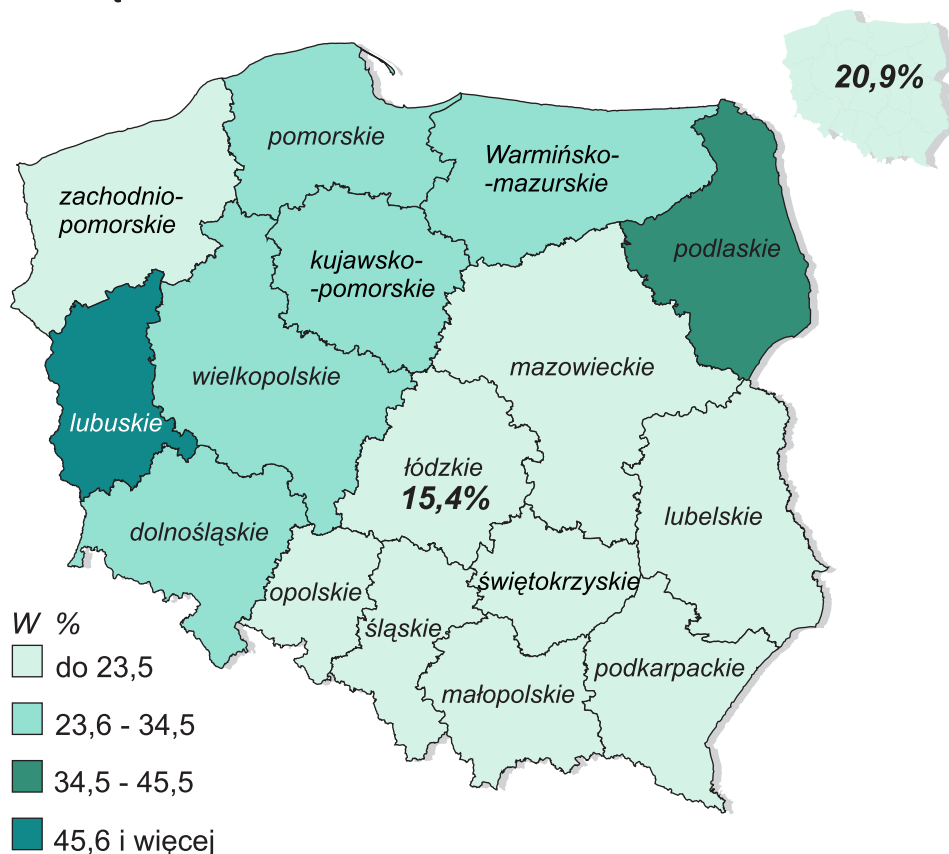 20,9%
pomorskie
Warmińsko-
-mazurskie
zachodnio-
pomorskie
podlaskie
kujawsko-
-pomorskie
wielkopolskie
mazowieckie
lubuskie
łódzkie
15,4%
lubelskie
dolnośląskie
świętokrzyskie
opolskie
śląskie
podkarpackie
małopolskie
W %
do 23,5
23,6 - 34,5
34,5 - 45,5
45,6 i więcej